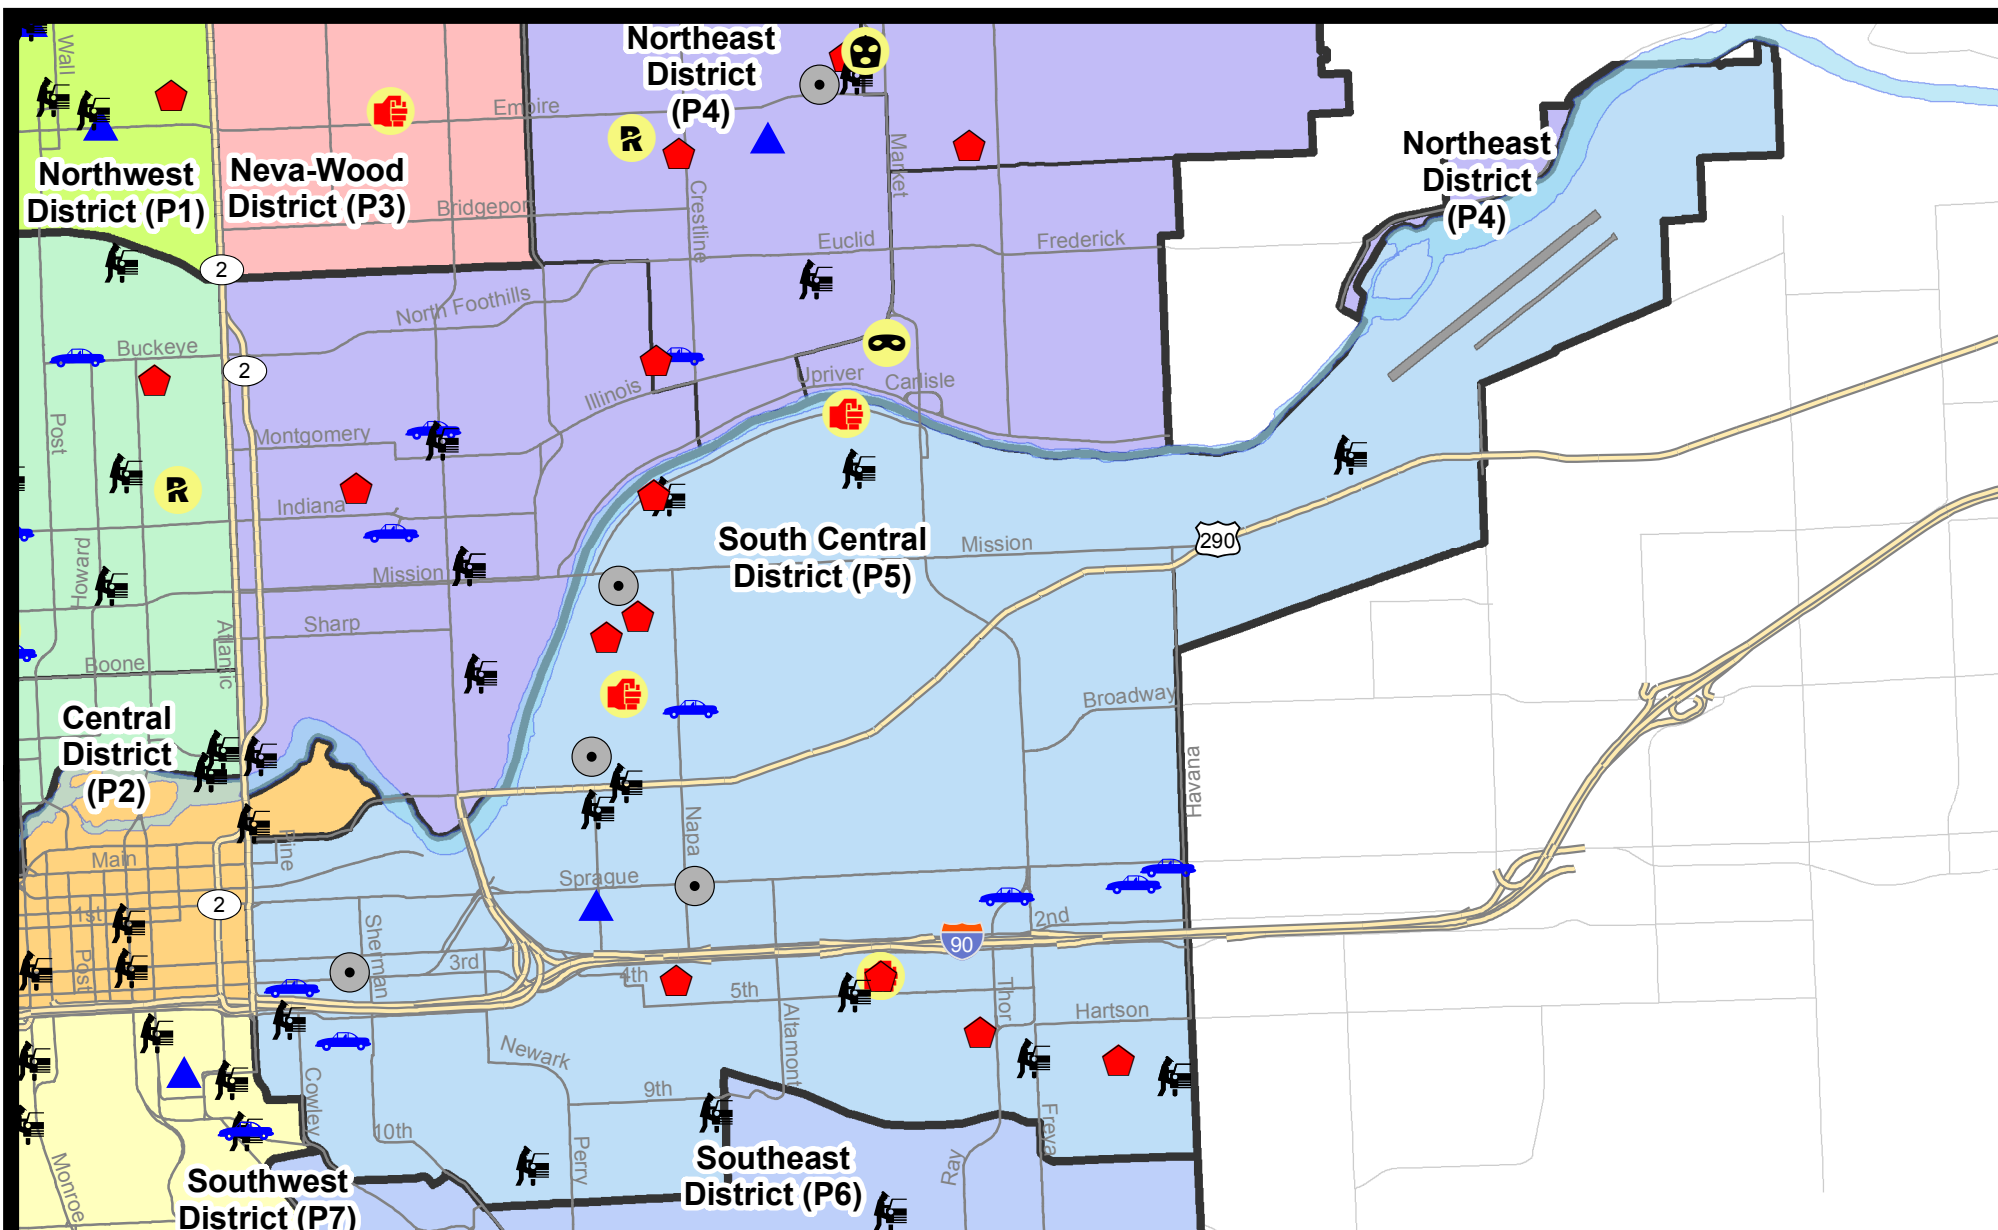 Northeast
District
(P4)
Wall
Empire
Market
Northeast
District
(P4)
Northwest
District (P1)
Neva-Wood
District (P3)
Bridgepor
Crestline
Euclid
Frederick
2
North Foothills
Buckeye
2
Upriver
Carlisle
Illinois
Post
Montgomery
R
R
Indiana
South Central
District (P5)
Mission
290
Howard
Mission
Sharp
Atlantic
Boone
Broadway
Central
District
(P2)
Havana
Napa
Pine
Main
Sprague
2
1st
2nd
Sherman
90
3rd
4th
Post
5th
Altamont
Thor
Hartson
Newark
Cowley
9th
Freya
10th
Perry
Southeast
District (P6)
Ray
Monroe
Southwest
District (P7)